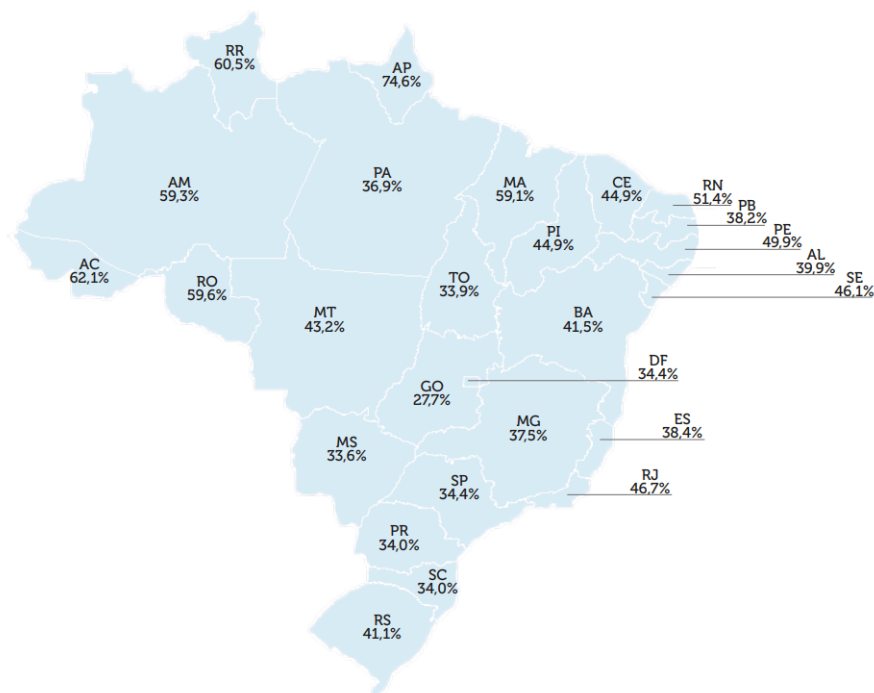 RR
60,5%
AP
74,6%
AM
59,3%
PA
36,9%
MA
59,1%
CE
44,9%
RN
51,4%
PB
38,2%
PE
49,9%
AL
39,9%
SE
46,1%
PI
44,9%
AC
62,1%
RO
59,6%
TO
33,9%
MT
43,2%
BA
41,5%
DF
34,4%
GO
27,7%
MG
37,5%
ES
38,4%
MS
33,6%
SP
34,4%
RJ
46,7%
PR
34,0%
SC
34,0%
RS
41,1%